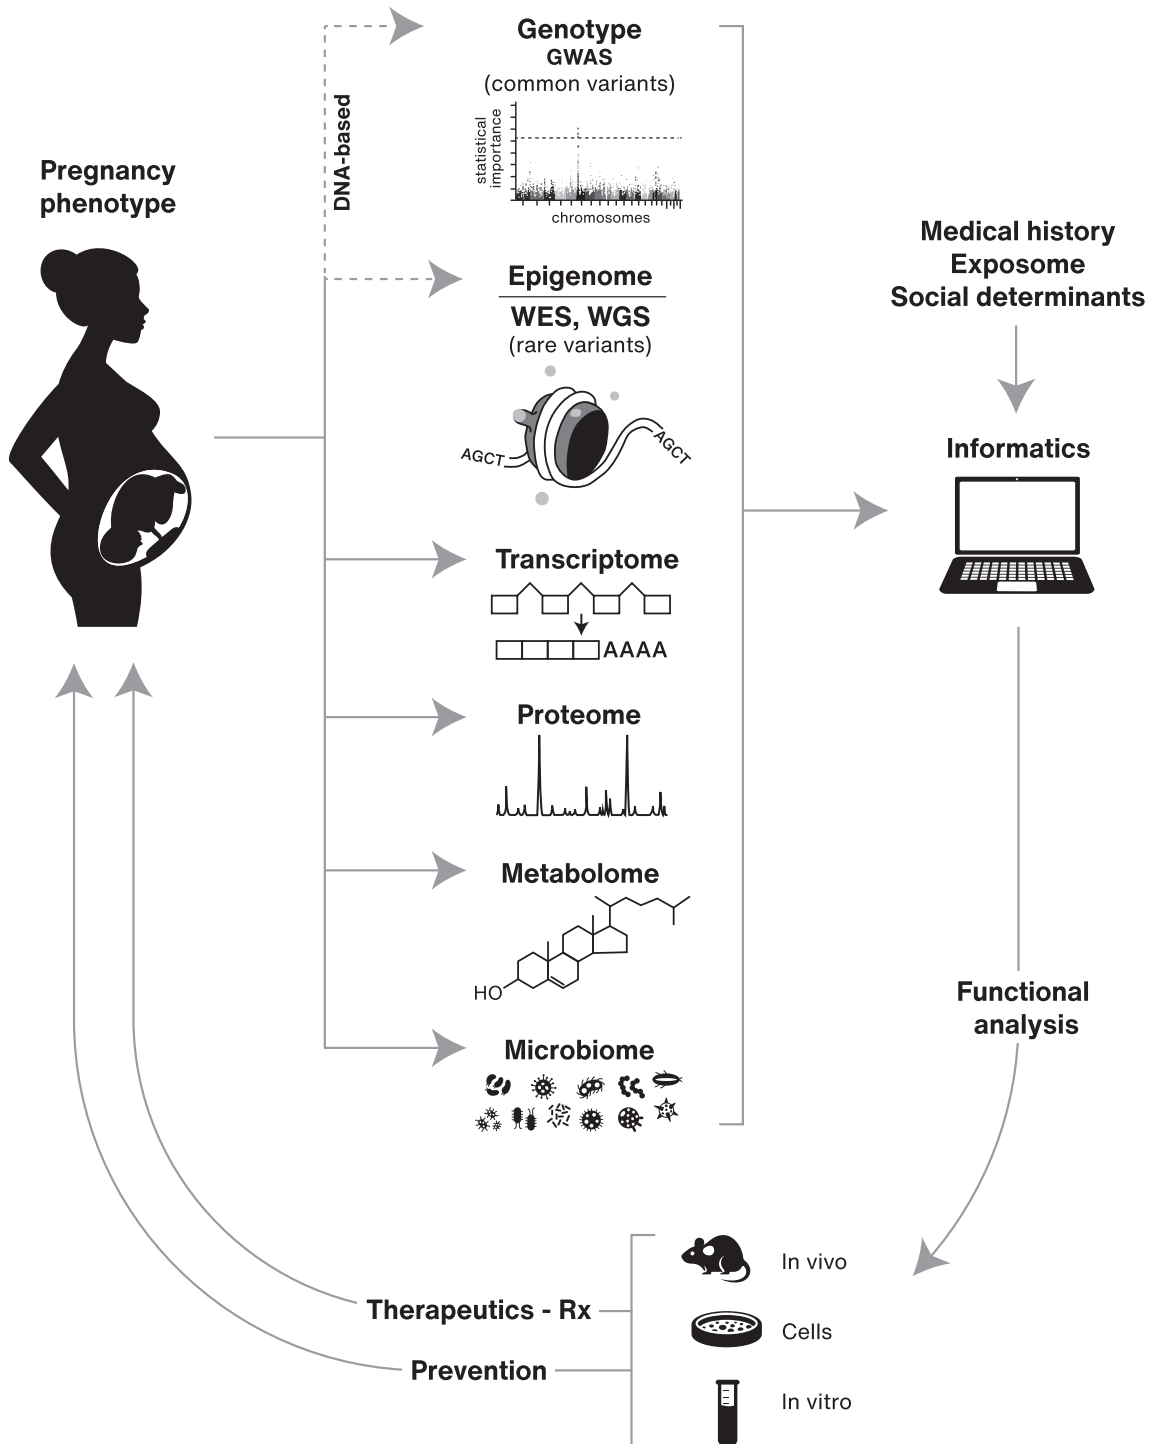 Genotype
GWAS
(common variants)
statistical
importance
chromosomes
DNA-based
Pregnancy
phenotype
Epigenome
WES, WGS
(rare variants)
AGCT
AGCT
Medical history
Exposome
Social determinants
Informatics
Transcriptome
AAAA
Proteome
Metabolome
HO
Microbiome
Functional
analysis
In vivo
Therapeutics - Rx
Cells
Prevention
In vitro